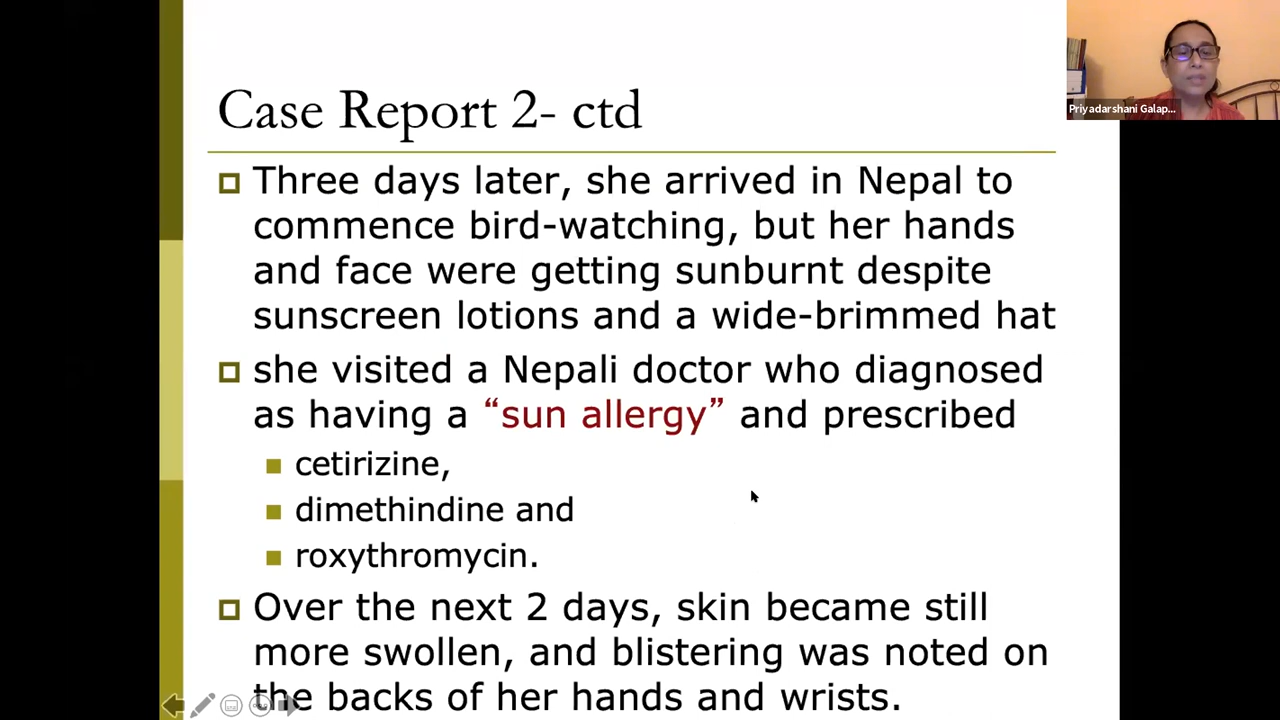 Case Report 2- ctd
Priyadarshani Galap...
Three days later, she arrived in Nepal to
commence bird-watching, but her hands
and face were getting sunburnt despite
sunscreen lotions and a wide-brimmed hat
she visited a Nepali doctor who diagnosed
as having a “sun allergy” and prescribed
cetirizine,
dimethindine and
roxythromycin.
Over the next 2 days, skin became still
more swollen, and blistering was noted on
the backs of her hands and wrists.